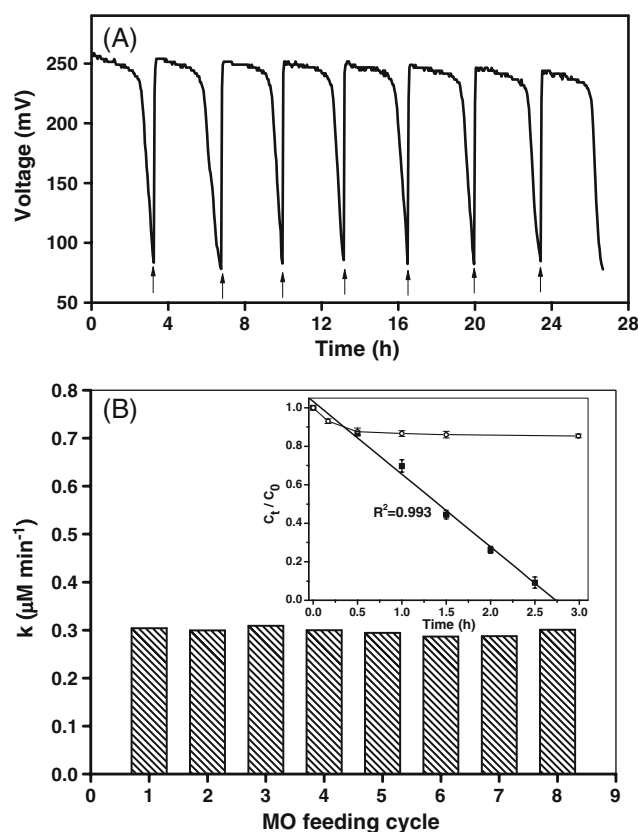 (A)
Voltage (mV)
300
250
200
150
100
50
0 4 8 12 16 20 24 28
Time (h)
(B)
k (μM min⁻¹)
0.8
0.7
0.6
0.5
0.4
0.3
0.2
0.1
0.0
Cₜ / C₀
1.0
0.8
0.6
0.4
0.2
0.0
R²=0.993
0.0 0.5 1.0 1.5 2.0 2.5 3.0
Time (h)
0 1 2 3 4 5 6 7 8 9
MO feeding cycle